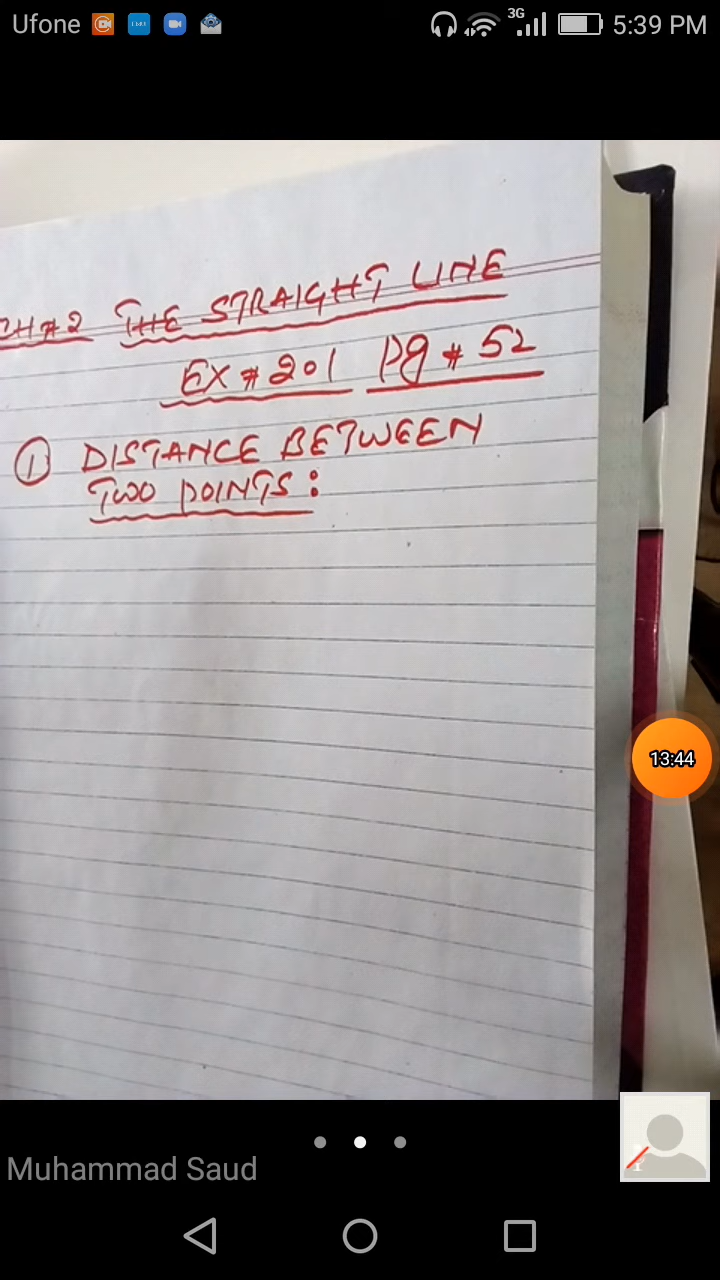 Ufone 3G 5:39 PM
CH # 2 THE STRAIGHT LINE
EX # 2.1 Pg # 52
① DISTANCE BETWEEN
TWO POINTS:
13:44
Muhammad Saud